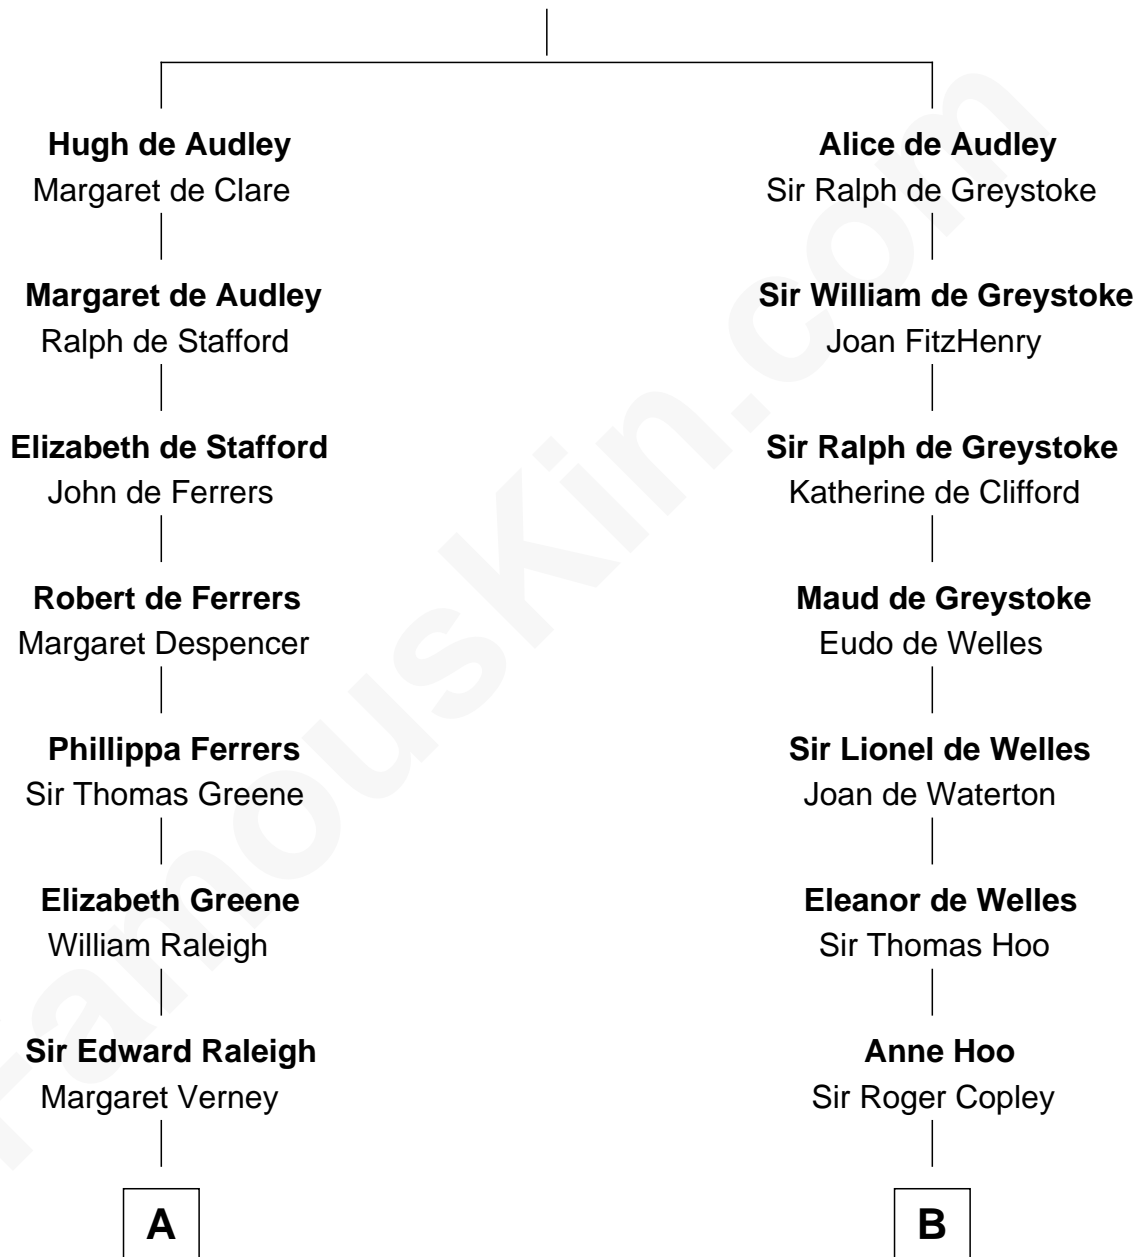 Hugh de Audley
Margaret de Clare
Margaret de Audley
Ralph de Stafford
Elizabeth de Stafford
John de Ferrers
Robert de Ferrers
Margaret Despencer
Phillippa Ferrers
Sir Thomas Greene
Elizabeth Greene
William Raleigh
Sir Edward Raleigh
Margaret Verney
A
Alice de Audley
Sir Ralph de Greystoke
Sir William de Greystoke
Joan FitzHenry
Sir Ralph de Greystoke
Katherine de Clifford
Maud de Greystoke
Eudo de Welles
Sir Lionel de Welles
Joan de Waterton
Eleanor de Welles
Sir Thomas Hoo
Anne Hoo
Sir Roger Copley
B
FamousKin.com